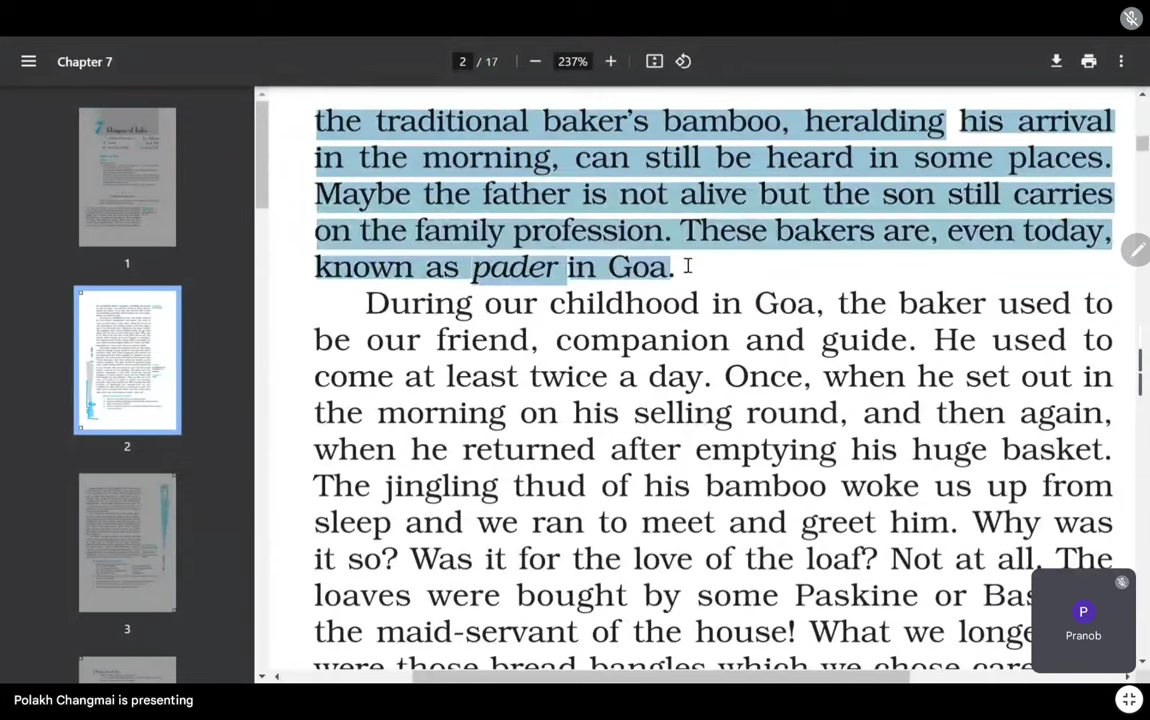 Chapter 7
2 / 17
237%
1
2
3
the traditional baker's bamboo, heralding his arrival
in the morning, can still be heard in some places.
Maybe the father is not alive but the son still carries
on the family profession. These bakers are, even today,
known as pader in Goa.
During our childhood in Goa, the baker used to
be our friend, companion and guide. He used to
come at least twice a day. Once, when he set out in
the morning on his selling round, and then again,
when he returned after emptying his huge basket.
The jingling thud of his bamboo woke us up from
sleep and we ran to meet and greet him. Why was
it so? Was it for the love of the loaf? Not at all. The
loaves were bought by some Paskine or Bas
the maid-servant of the house! What we longe
were those bread bangles which we chose care
P
Pranob
Polakh Changmai is presenting